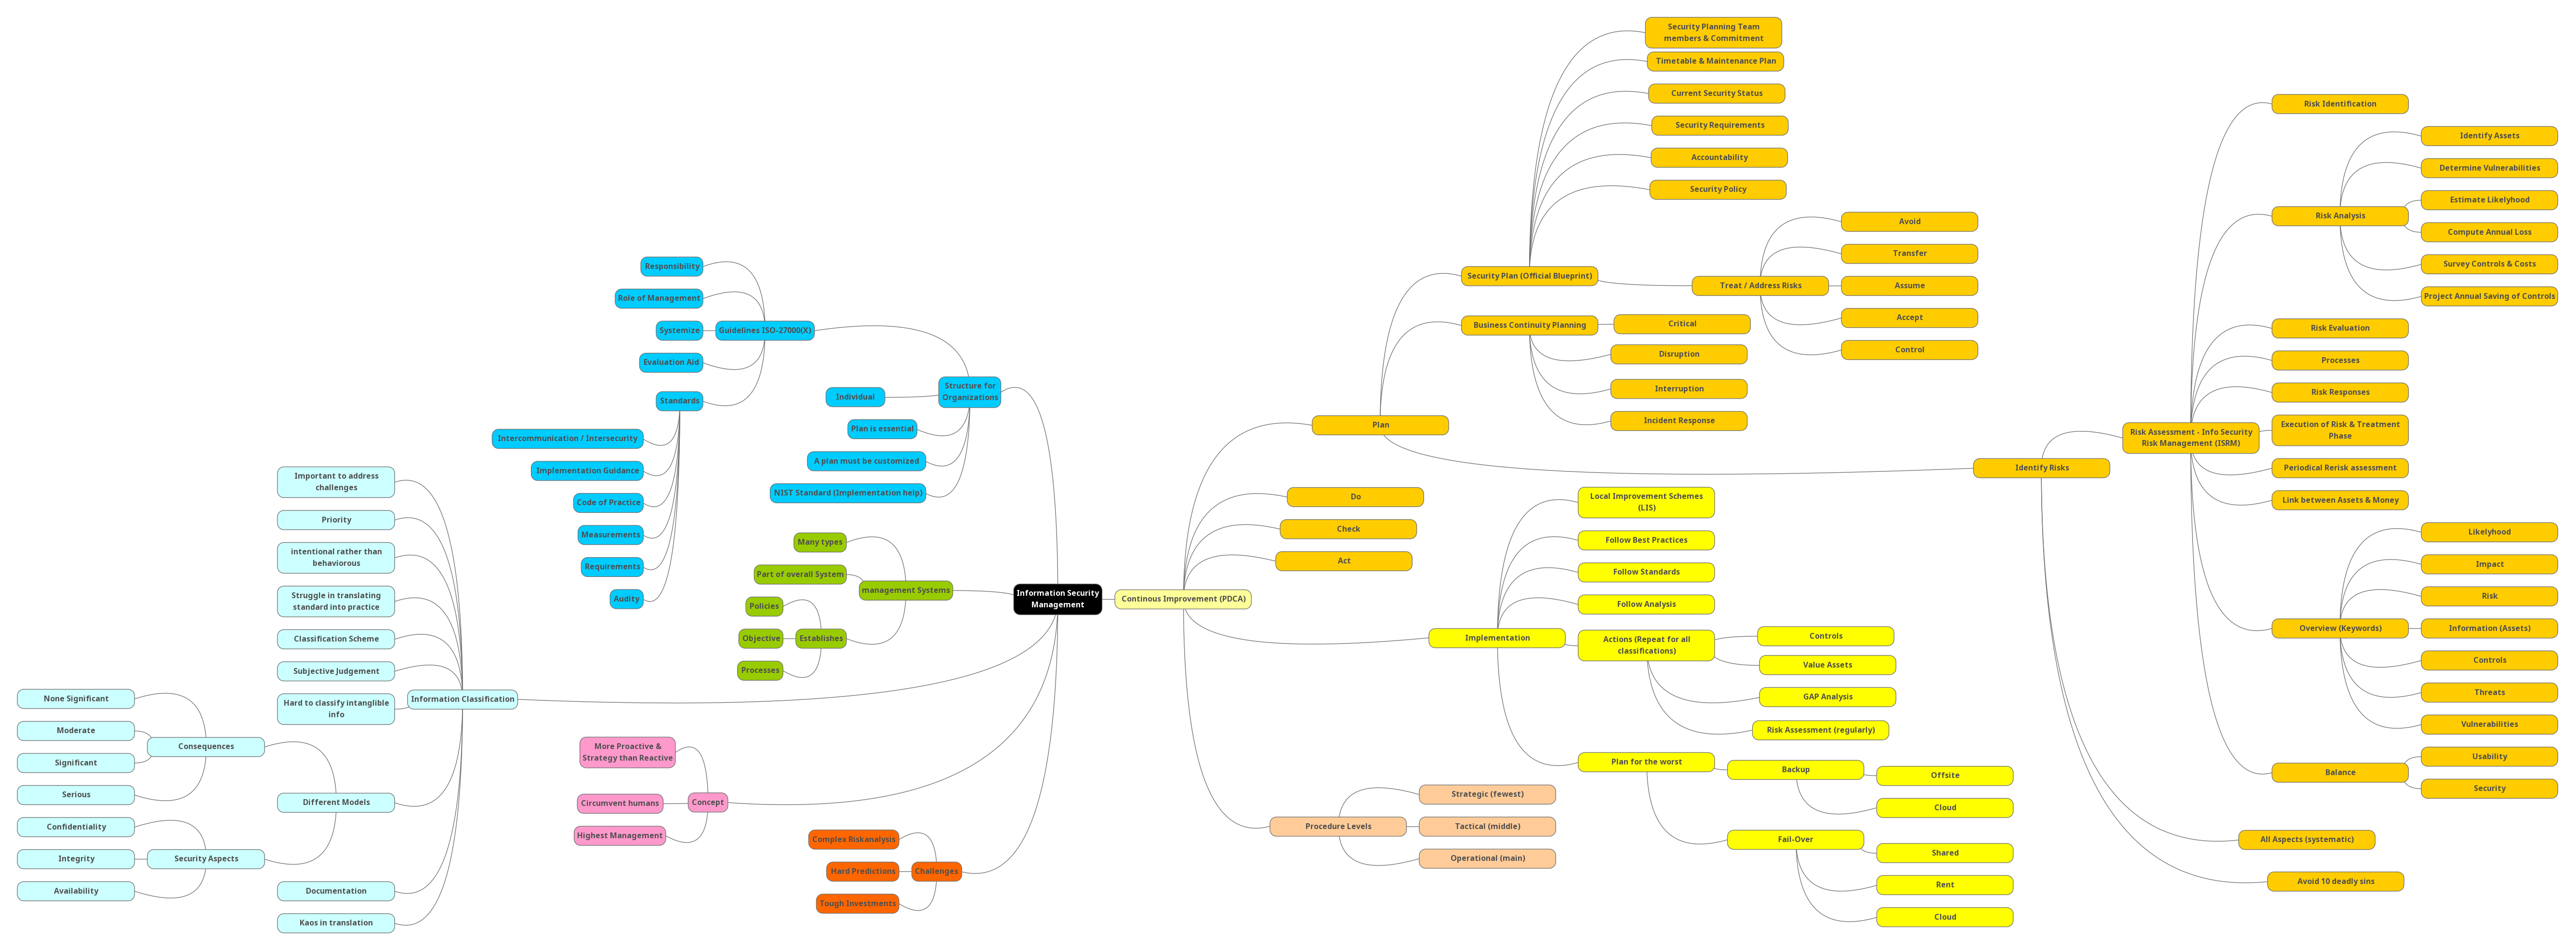 Information Security
Management
Continous Improvement (PDCA)
Plan
Security Plan (Official Blueprint)
Security Planning Team
members & Commitment
Timetable & Maintenance Plan
Current Security Status
Security Requirements
Accountability
Security Policy
Treat / Address Risks
Avoid
Transfer
Assume
Accept
Control
Business Continuity Planning
Critical
Disruption
Interruption
Incident Response
Identify Risks
Risk Assessment - Info Security
Risk Management (ISRM)
Risk Identification
Risk Analysis
Identify Assets
Determine Vulnerabilities
Estimate Likelyhood
Compute Annual Loss
Survey Controls & Costs
Project Annual Saving of Controls
Risk Evaluation
Processes
Risk Responses
Execution of Risk & Treatment
Phase
Periodical Rerisk assessment
Link between Assets & Money
Overview (Keywords)
Likelyhood
Impact
Risk
Information (Assets)
Controls
Threats
Vulnerabilities
Balance
Usability
Security
All Aspects (systematic)
Avoid 10 deadly sins
Do
Check
Act
Implementation
Local Improvement Schemes
(LIS)
Follow Best Practices
Follow Standards
Follow Analysis
Actions (Repeat for all
classifications)
Controls
Value Assets
GAP Analysis
Risk Assessment (regularly)
Plan for the worst
Backup
Offsite
Cloud
Fail-Over
Shared
Rent
Cloud
Procedure Levels
Strategic (fewest)
Tactical (middle)
Operational (main)
Structure for
Organizations
Guidelines ISO-27000(X)
Responsibility
Role of Management
Systemize
Evaluation Aid
Standards
Intercommunication / Intersecurity
Implementation Guidance
Code of Practice
Measurements
Requirements
Audity
Individual
Plan is essential
A plan must be customized
NIST Standard (Implementation help)
management Systems
Many types
Part of overall System
Establishes
Policies
Objective
Processes
Information Classification
Important to address
challenges
Priority
intentional rather than
behaviorous
Struggle in translating
standard into practice
Classification Scheme
Subjective Judgement
Hard to classify intanglible
info
Different Models
Consequences
None Significant
Moderate
Significant
Serious
Security Aspects
Confidentiality
Integrity
Availability
Documentation
Kaos in translation
Concept
More Proactive &
Strategy than Reactive
Circumvent humans
Highest Management
Challenges
Complex Riskanalysis
Hard Predictions
Tough Investments